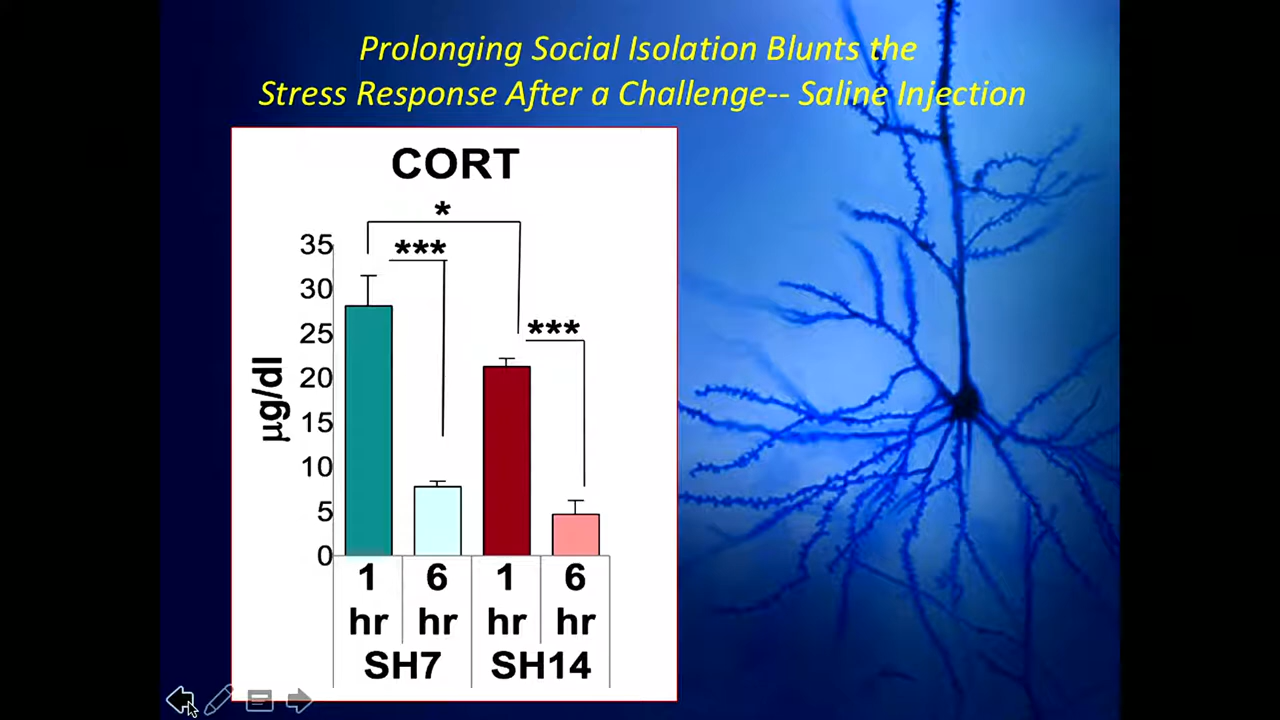 Prolonging Social Isolation Blunts the
Stress Response After a Challenge-- Saline Injection
CORT
*
***
***
µg/dl
35
30
25
20
15
10
5
0
1 6 1 6
hr hr hr hr
SH7 SH14